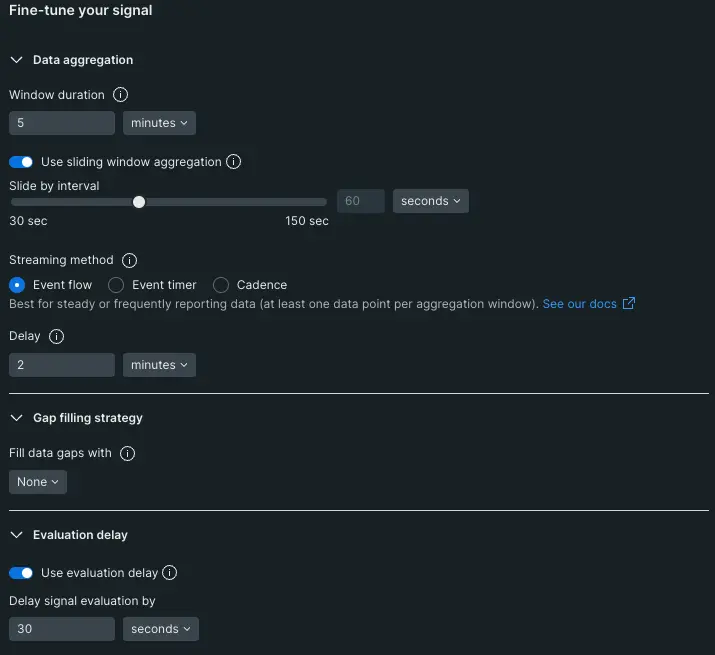 Fine-tune your signal
Data aggregation
Window duration
5 minutes
Use sliding window aggregation
Slide by interval
60 seconds
30 sec 150 sec
Streaming method
Event flow Event timer Cadence
Best for steady or frequently reporting data (at least one data point per aggregation window). See our docs
Delay
2 minutes
Gap filling strategy
Fill data gaps with
None
Evaluation delay
Use evaluation delay
Delay signal evaluation by
30 seconds